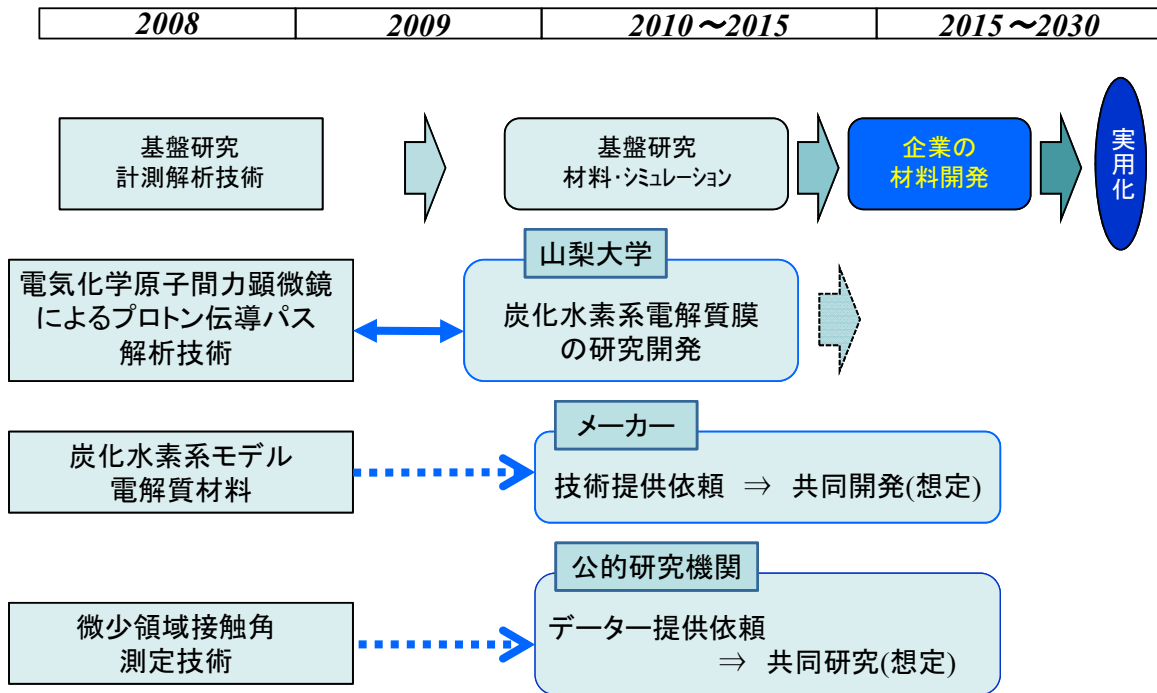 2008 2009 2010～2015 2015～2030
基盤研究
計測解析技術
基盤研究
材料・シミュレーション
企業の
材料開発
実用化
電気化学原子間力顕微鏡
によるプロトン伝導パス
解析技術
山梨大学
炭化水素系電解質膜
の研究開発
炭化水素系モデル
電解質材料
メーカー
技術提供依頼 ⇒ 共同開発(想定)
微少領域接触角
測定技術
公的研究機関
データー提供依頼
⇒ 共同研究(想定)